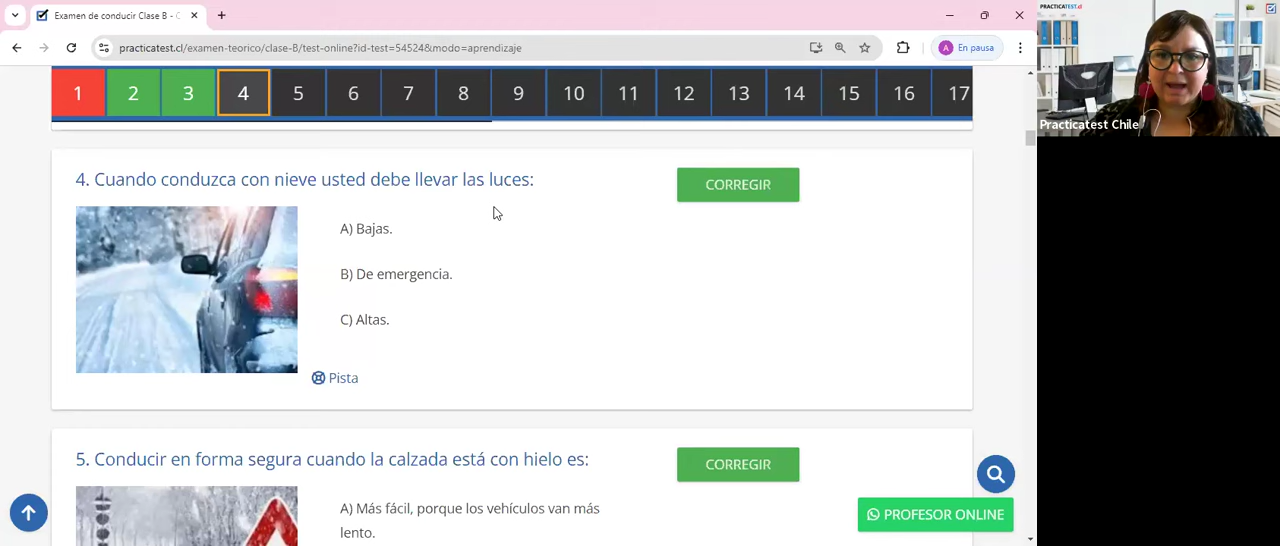 Examen de conducir Clase B - C
practicatest.cl/examen-teorico/clase-B/test-online?id-test=54524&modo=aprendizaje
A En pausa
PRACTICATEST.cl
Practicatest Chile
1 2 3 4 5 6 7 8 9 10 11 12 13 14 15 16 17
4. Cuando conduzca con nieve usted debe llevar las luces:
CORREGIR
A) Bajas.
B) De emergencia.
C) Altas.
Pista
5. Conducir en forma segura cuando la calzada está con hielo es:
CORREGIR
A) Más fácil, porque los vehículos van más
lento.
PROFESOR ONLINE